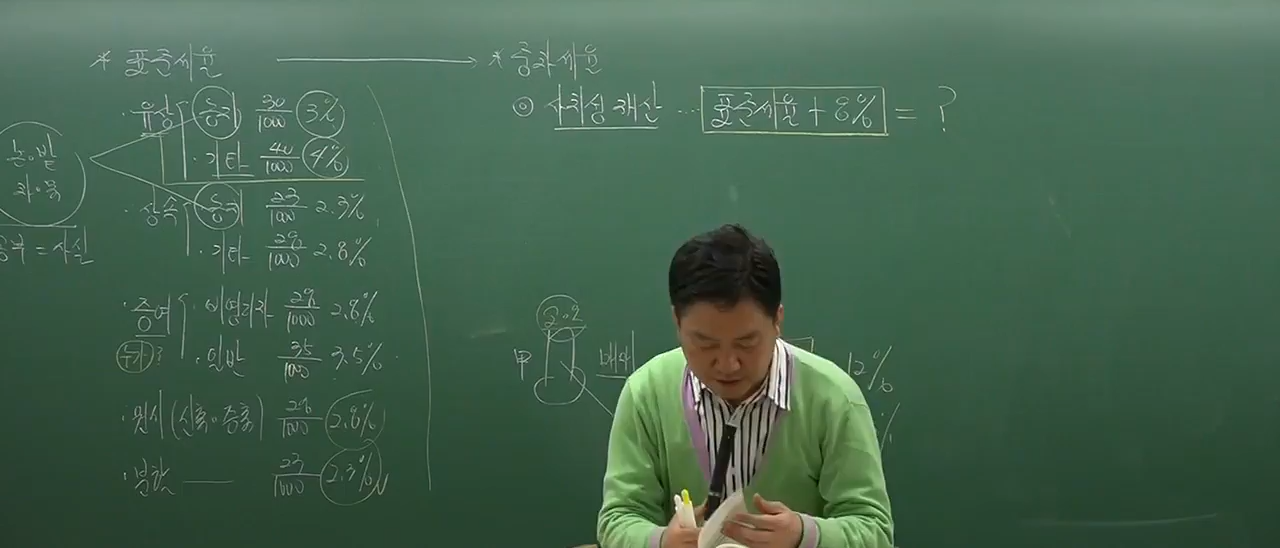 * 표준세율 → * 중과세율
· 유상 · 농지 30/1000 3%
· 기타 40/1000 4%
논·밭
과·목
농지 = 사실
· 상속 · 농지 23/1000 2.3%
· 기타 28/1000 2.8%
· 증여 · 비영리자 28/1000 2.8%
· 일반 35/1000 3.5%
· 원시 (신축·증축) 28/1000 2.8%
· 분할 — 23/1000 2.3%
◎ 사치성재산 … 표준세율 + 8% = ?
甲
매매
12%